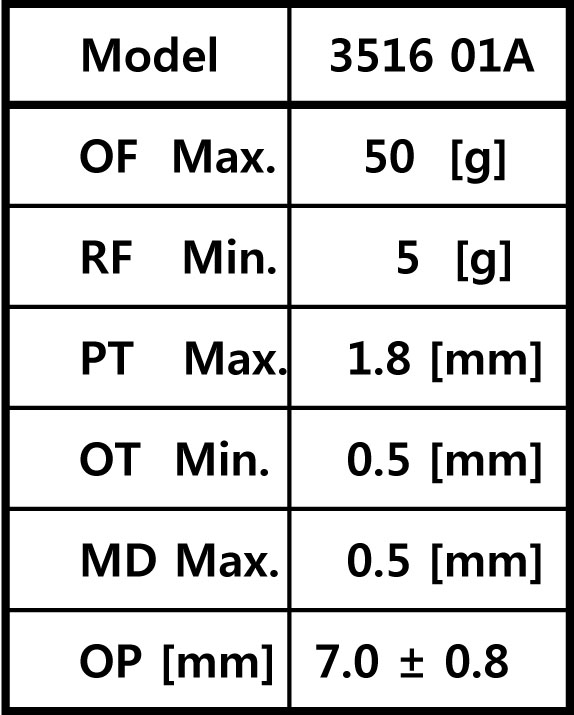 Model 3516 01A
OF Max. 50 [g]
RF Min. 5 [g]
PT Max. 1.8 [mm]
OT Min. 0.5 [mm]
MD Max. 0.5 [mm]
OP [mm] 7.0 ± 0.8